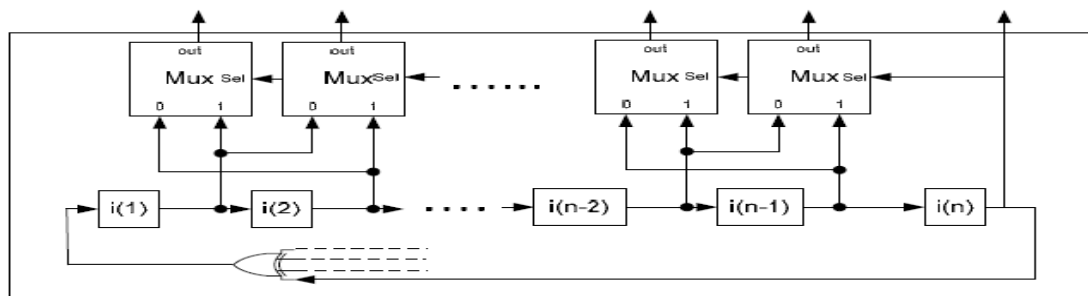 out out out out
Mux Sel Mux Sel Mux Sel Mux Sel
0 1 0 1 0 1 0 1
i(1) i(2) i(n-2) i(n-1) i(n)